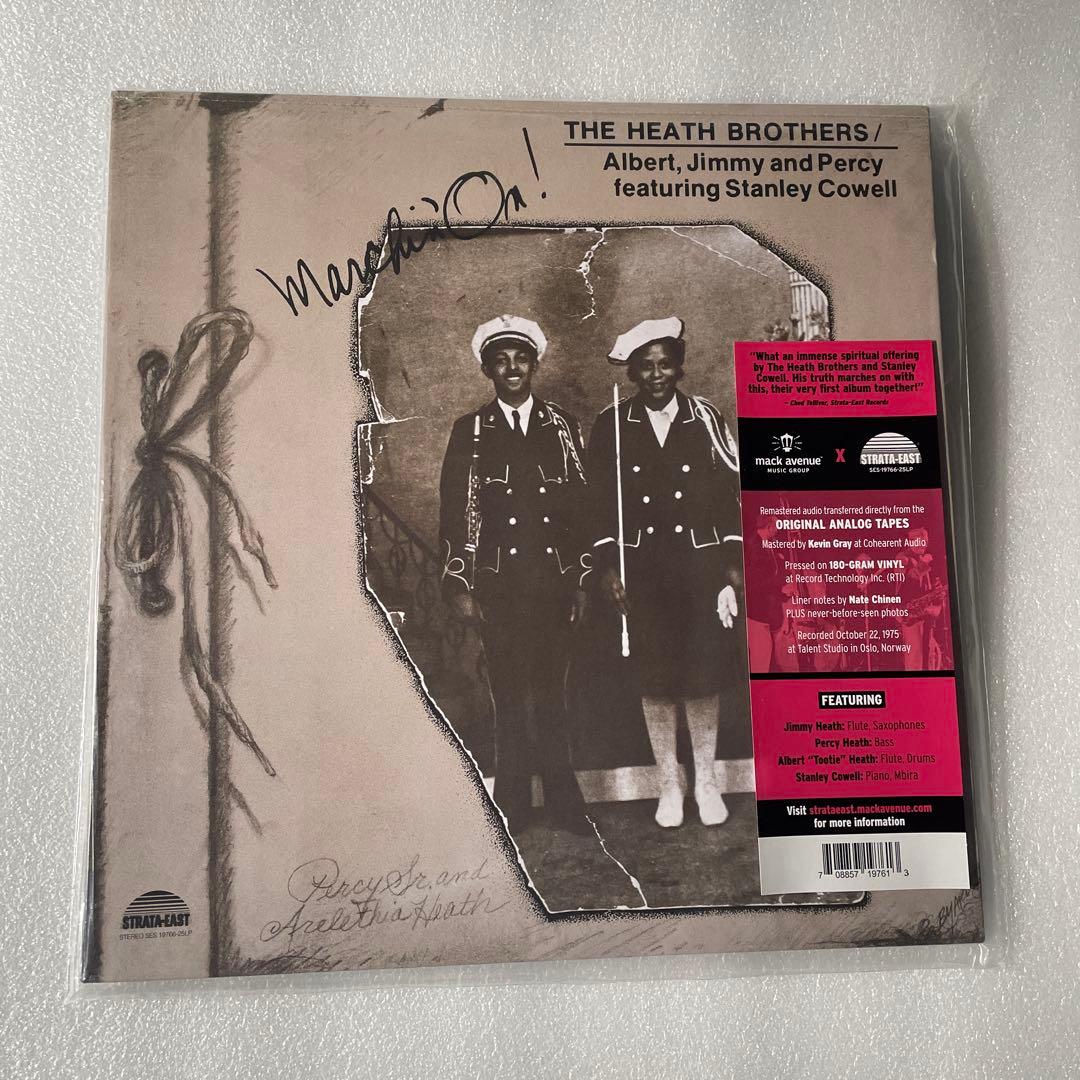 THE HEATH BROTHERS/
Albert, Jimmy and Percy
featuring Stanley Cowell
Marchin' On!
"What an immense spiritual offering
by The Heath Brothers and Stanley
Cowell. His truth marches on with
this, their very first album together!"
– Ched Tolliver, Strata-East Records
mack avenue
MUSIC GROUP
X
STRATA-EAST
SES-19766-25LP
Remastered audio transferred directly from the
ORIGINAL ANALOG TAPES
Mastered by Kevin Gray at Cohearent Audio
Pressed on 180-GRAM VINYL
at Record Technology Inc. (RTI)
Liner notes by Nate Chinen
PLUS never-before-seen photos
Recorded October 22, 1975
at Talent Studio in Oslo, Norway
FEATURING
Jimmy Heath: Flute, Saxophones
Percy Heath: Bass
Albert "Tootie" Heath: Flute, Drums
Stanley Cowell: Piano, Mbira
Visit strataeast.mackavenue.com
for more information
7 08857 19761 3
Percy Sr. and
Arelethia Heath
STRATA-EAST
STEREO SES 19766-25LP